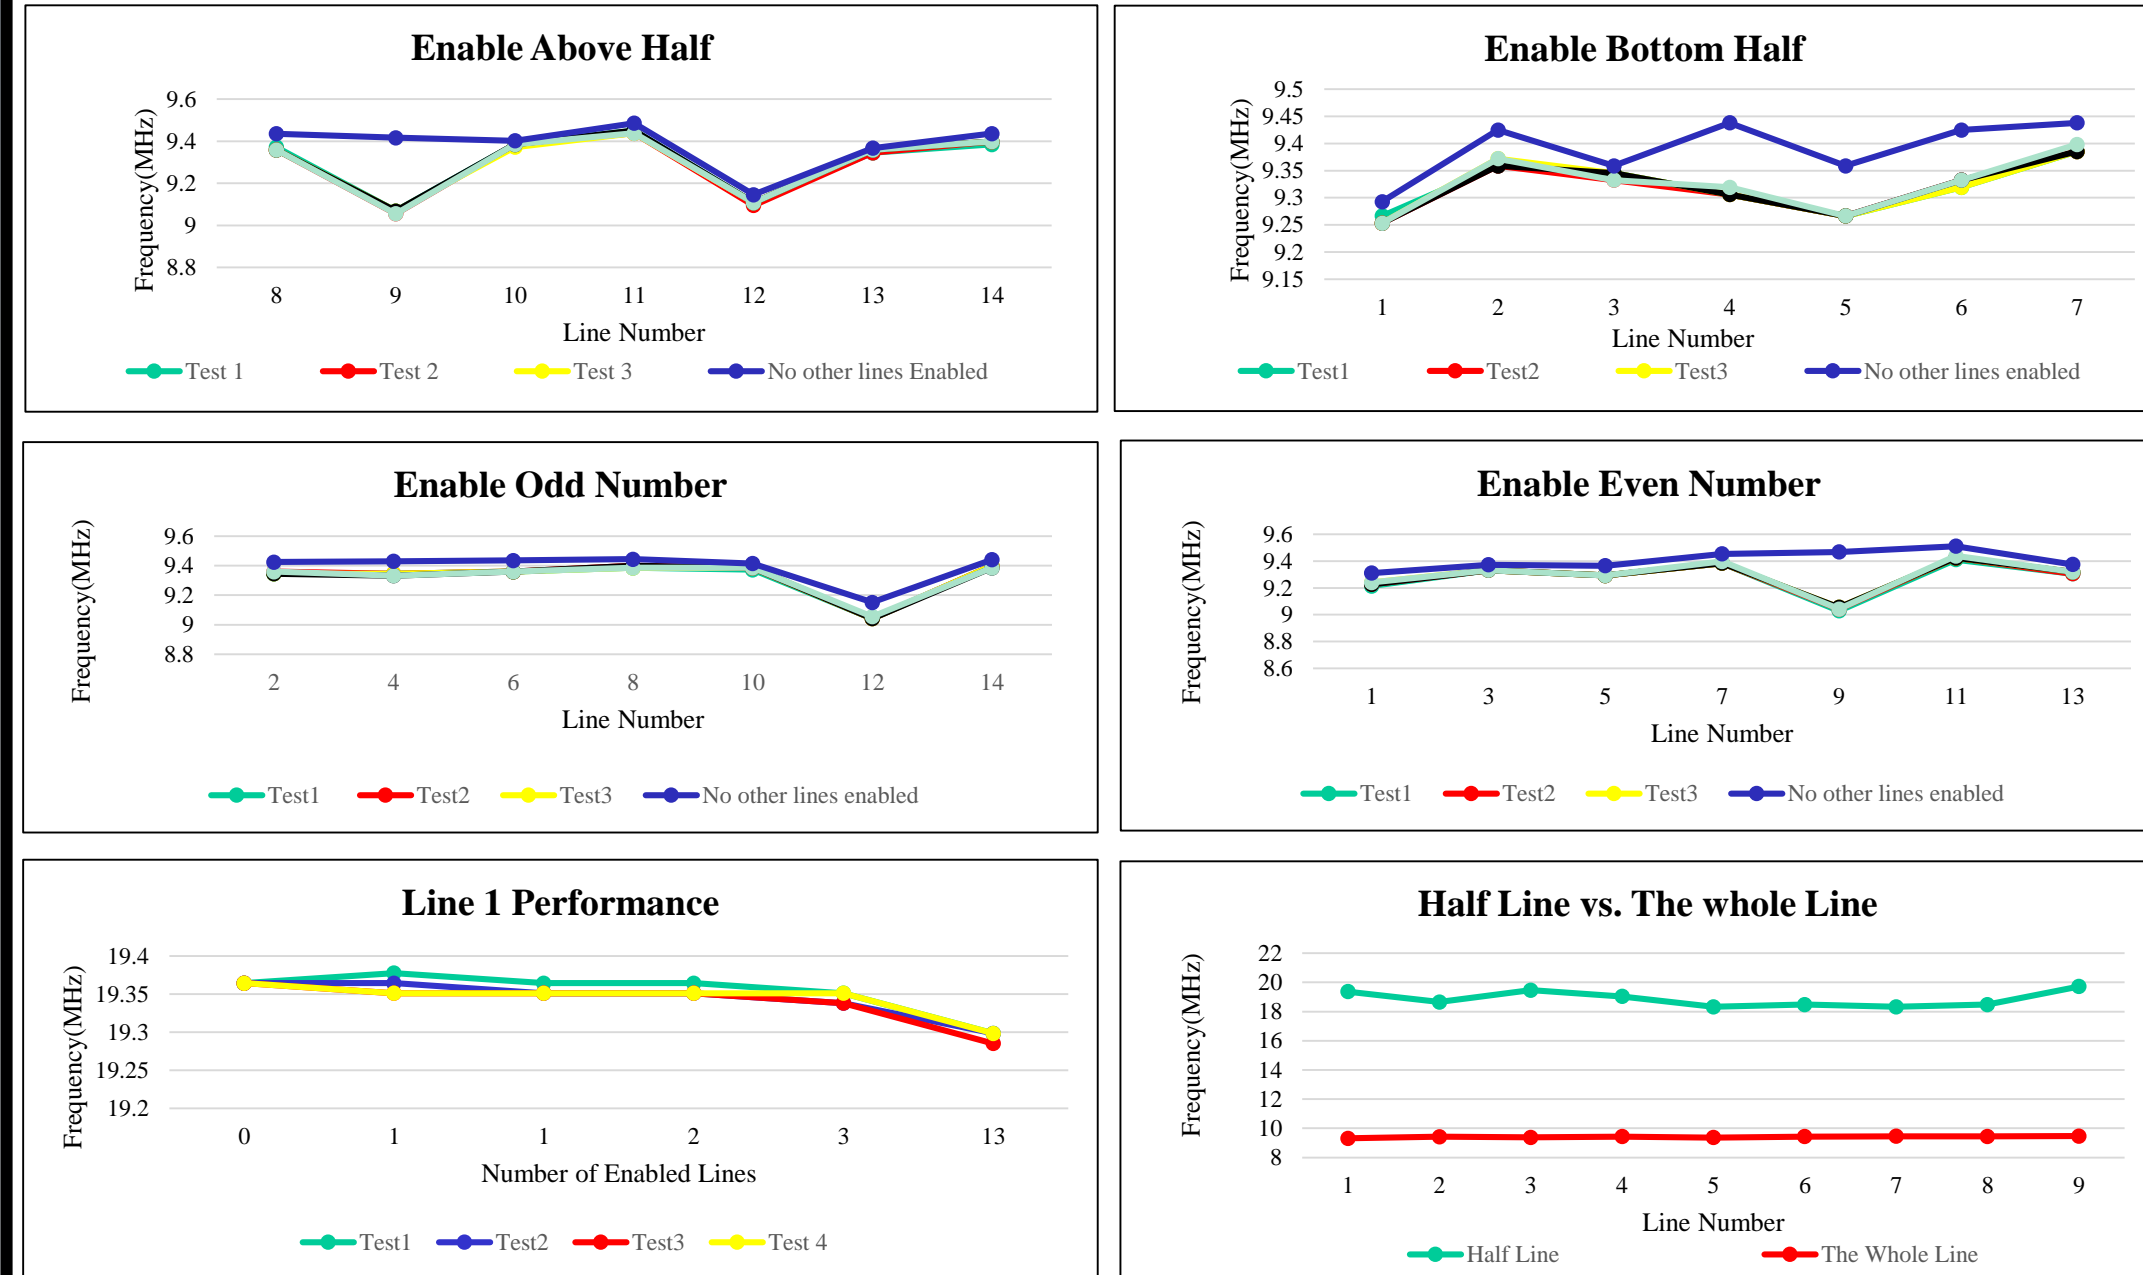 Enable Above Half
Frequency(MHz)
9.6
9.4
9.2
9
8.8
8 9 10 11 12 13 14
Line Number
Test 1 Test 2 Test 3 No other lines Enabled
Enable Bottom Half
Frequency(MHz)
9.5
9.45
9.4
9.35
9.3
9.25
9.2
9.15
1 2 3 4 5 6 7
Line Number
Test1 Test2 Test3 No other lines enabled
Enable Odd Number
Frequency(MHz)
9.6
9.4
9.2
9
8.8
2 4 6 8 10 12 14
Line Number
Test1 Test2 Test3 No other lines enabled
Enable Even Number
Frequency(MHz)
9.6
9.4
9.2
9
8.8
8.6
1 3 5 7 9 11 13
Line Number
Test1 Test2 Test3 No other lines enabled
Line 1 Performance
Frequency(MHz)
19.4
19.35
19.3
19.25
19.2
0 1 1 2 3 13
Number of Enabled Lines
Test1 Test2 Test3 Test 4
Half Line vs. The whole Line
Frequency(MHz)
22
20
18
16
14
12
10
8
1 2 3 4 5 6 7 8 9
Line Number
Half Line The Whole Line